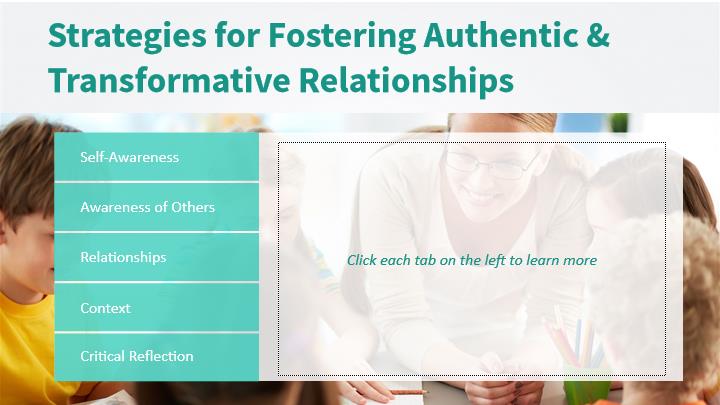 Strategies for Fostering Authentic &
Transformative Relationships
Self-Awareness
Awareness of Others
Relationships
Context
Critical Reflection
Click each tab on the left to learn more